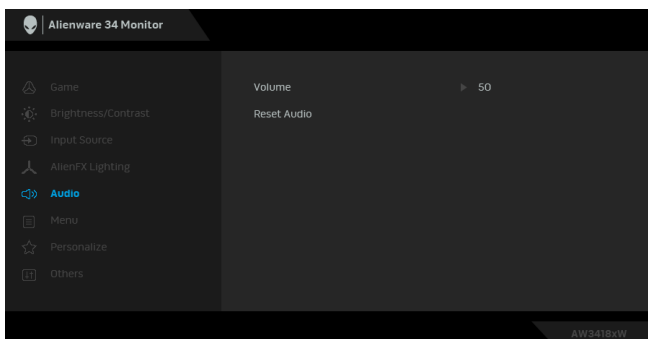 Alienware 34 Monitor
Game
Volume 50
Brightness/Contrast
Reset Audio
Input Source
AlienFX Lighting
Audio
Menu
Personalize
Others
AW3418xW